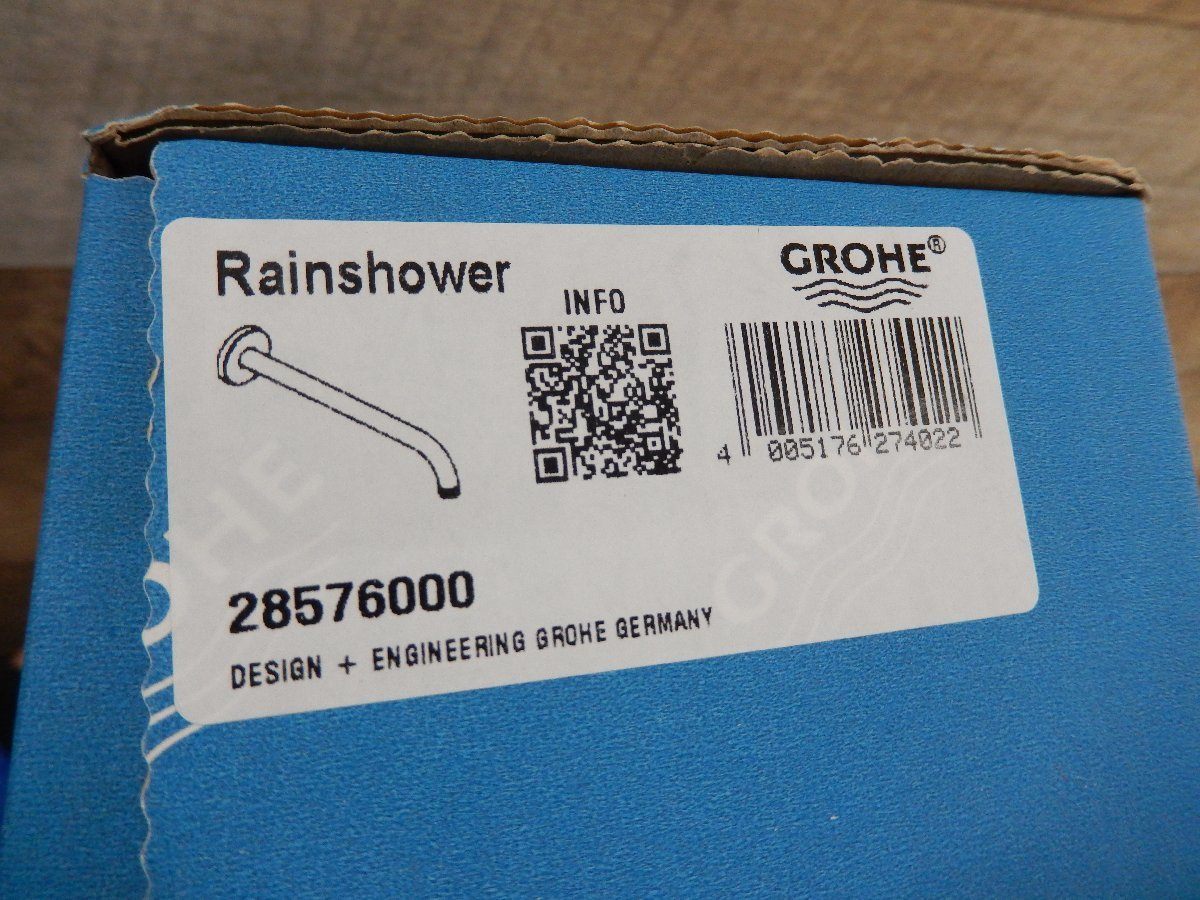 Rainshower
GROHE®
INFO
4 005176 274022
28576000
DESIGN + ENGINEERING GROHE GERMANY